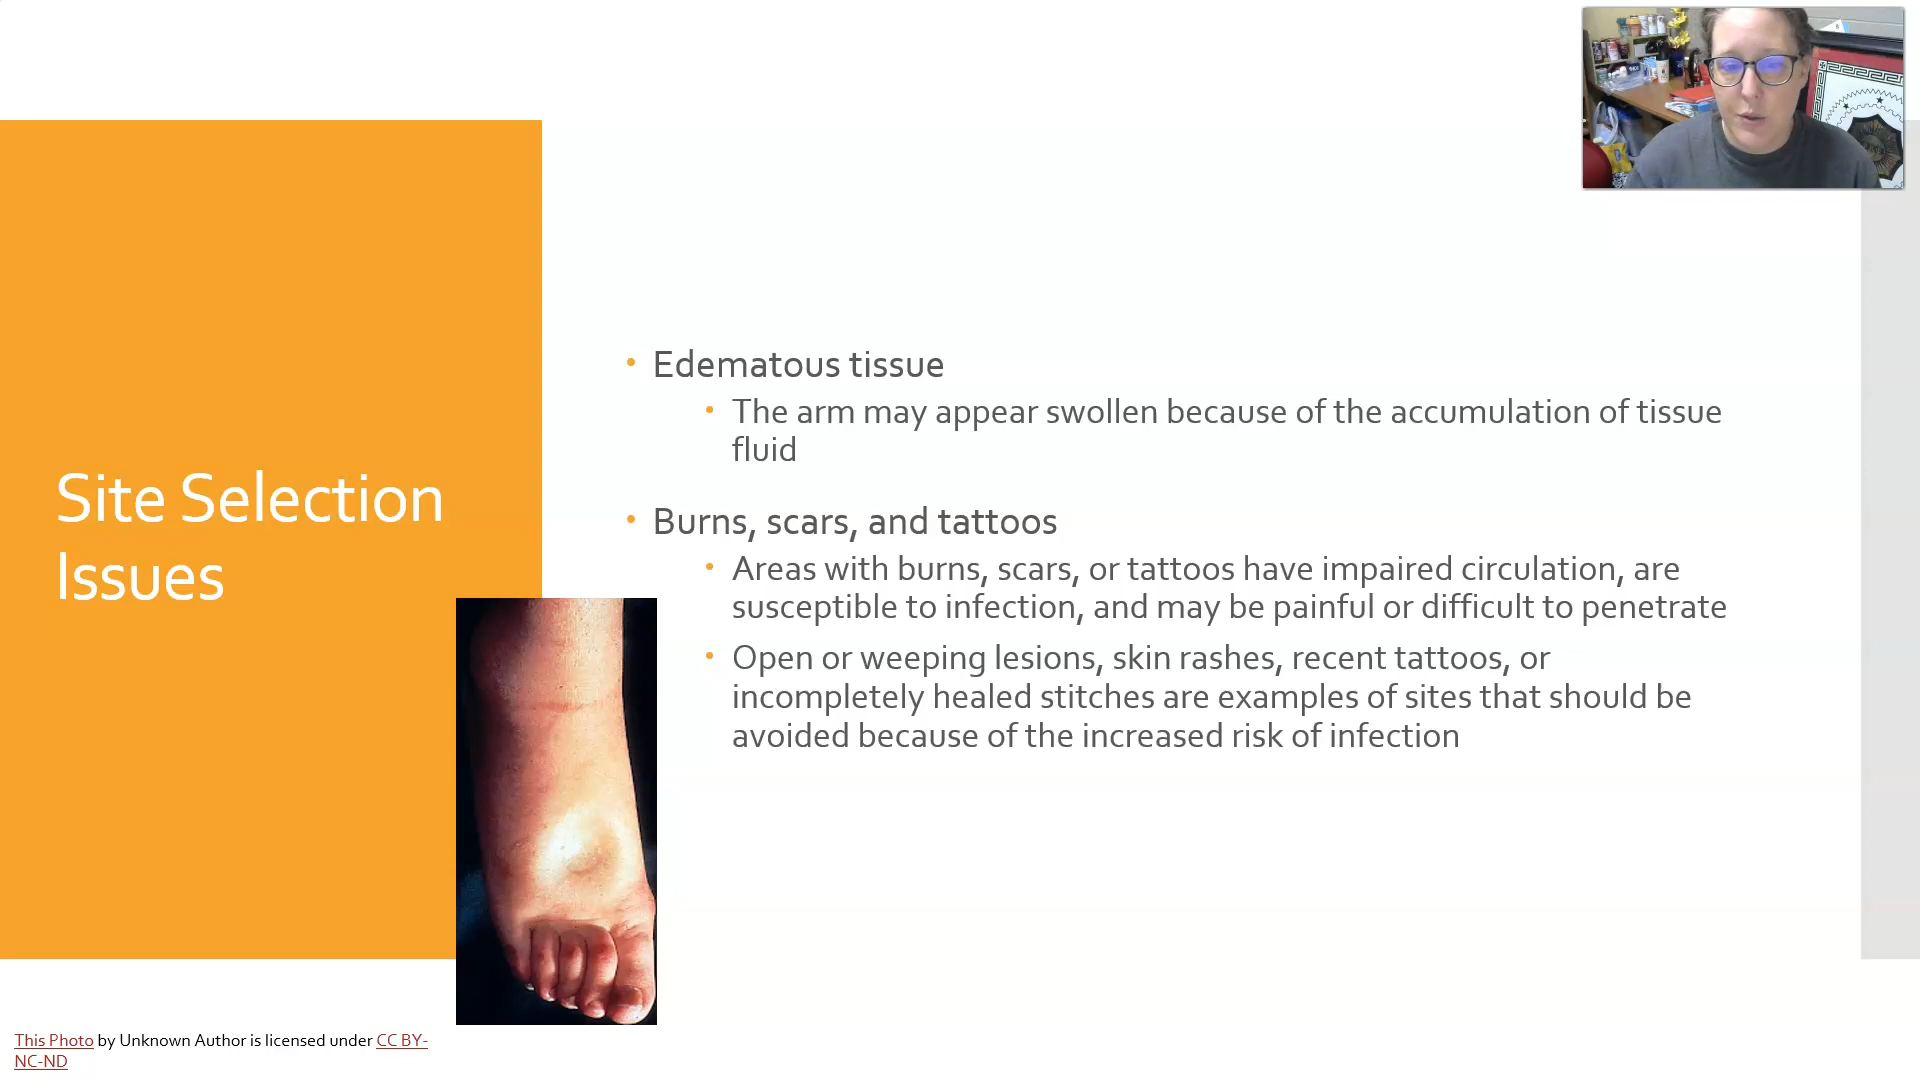 Site Selection
Issues
Edematous tissue
The arm may appear swollen because of the accumulation of tissue
fluid
Burns, scars, and tattoos
Areas with burns, scars, or tattoos have impaired circulation, are
susceptible to infection, and may be painful or difficult to penetrate
Open or weeping lesions, skin rashes, recent tattoos, or
incompletely healed stitches are examples of sites that should be
avoided because of the increased risk of infection
This Photo by Unknown Author is licensed under CC BY-
NC-ND